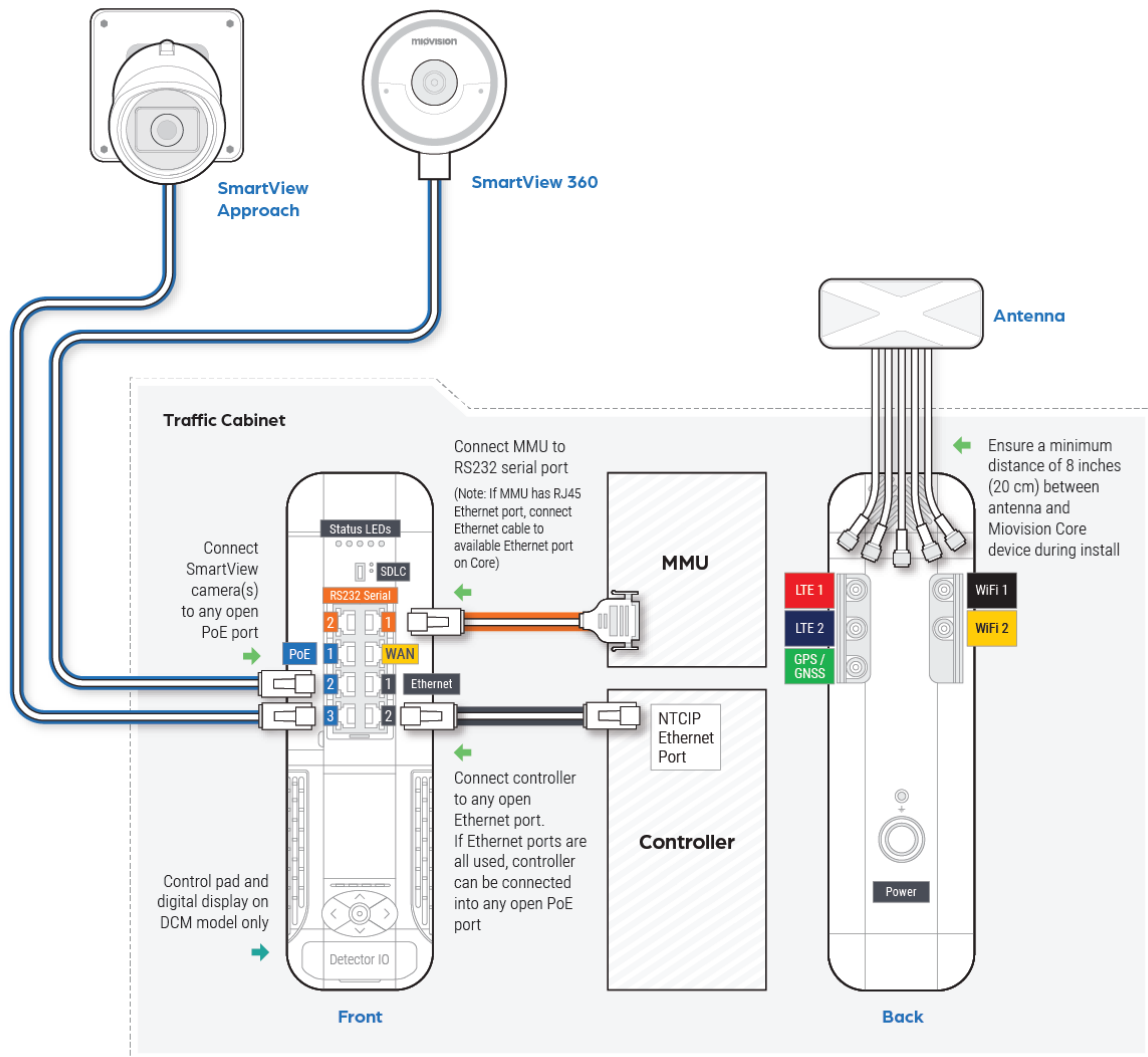 miovision
SmartView
Approach
SmartView 360
Antenna
Traffic Cabinet
Connect MMU to
RS232 serial port
(Note: If MMU has RJ45
Ethernet port, connect
Ethernet cable to
available Ethernet port
on Core)
Ensure a minimum
distance of 8 inches
(20 cm) between
antenna and
Miovision Core
device during install
Connect
SmartView
camera(s)
to any open
PoE port
Status LEDs
SDLC
RS232 Serial
2
1
PoE
1
WAN
2
1
Ethernet
3
2
MMU
LTE 1
LTE 2
GPS /
GNSS
WiFi 1
WiFi 2
NTCIP
Ethernet
Port
Connect controller
to any open
Ethernet port.
If Ethernet ports are
all used, controller
can be connected
into any open PoE
port
Controller
Control pad and
digital display on
DCM model only
Detector IO
Power
Front
Back